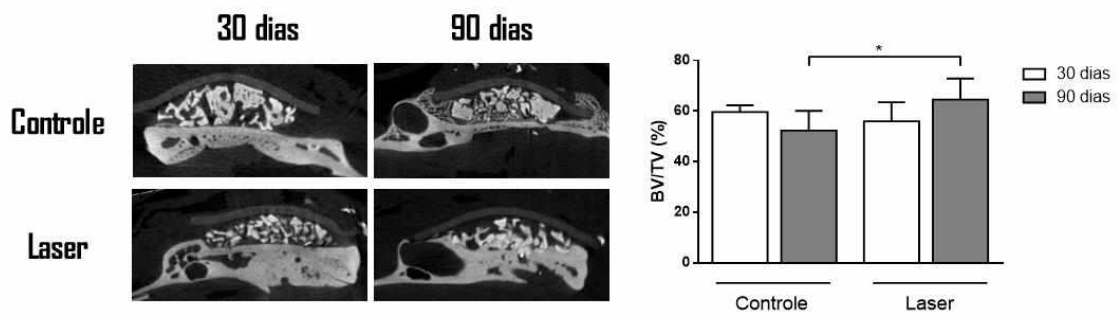 30 dias 90 dias
Controle
Laser
*
80
60
40
20
0
BV/TV (%)
Controle Laser
30 dias
90 dias